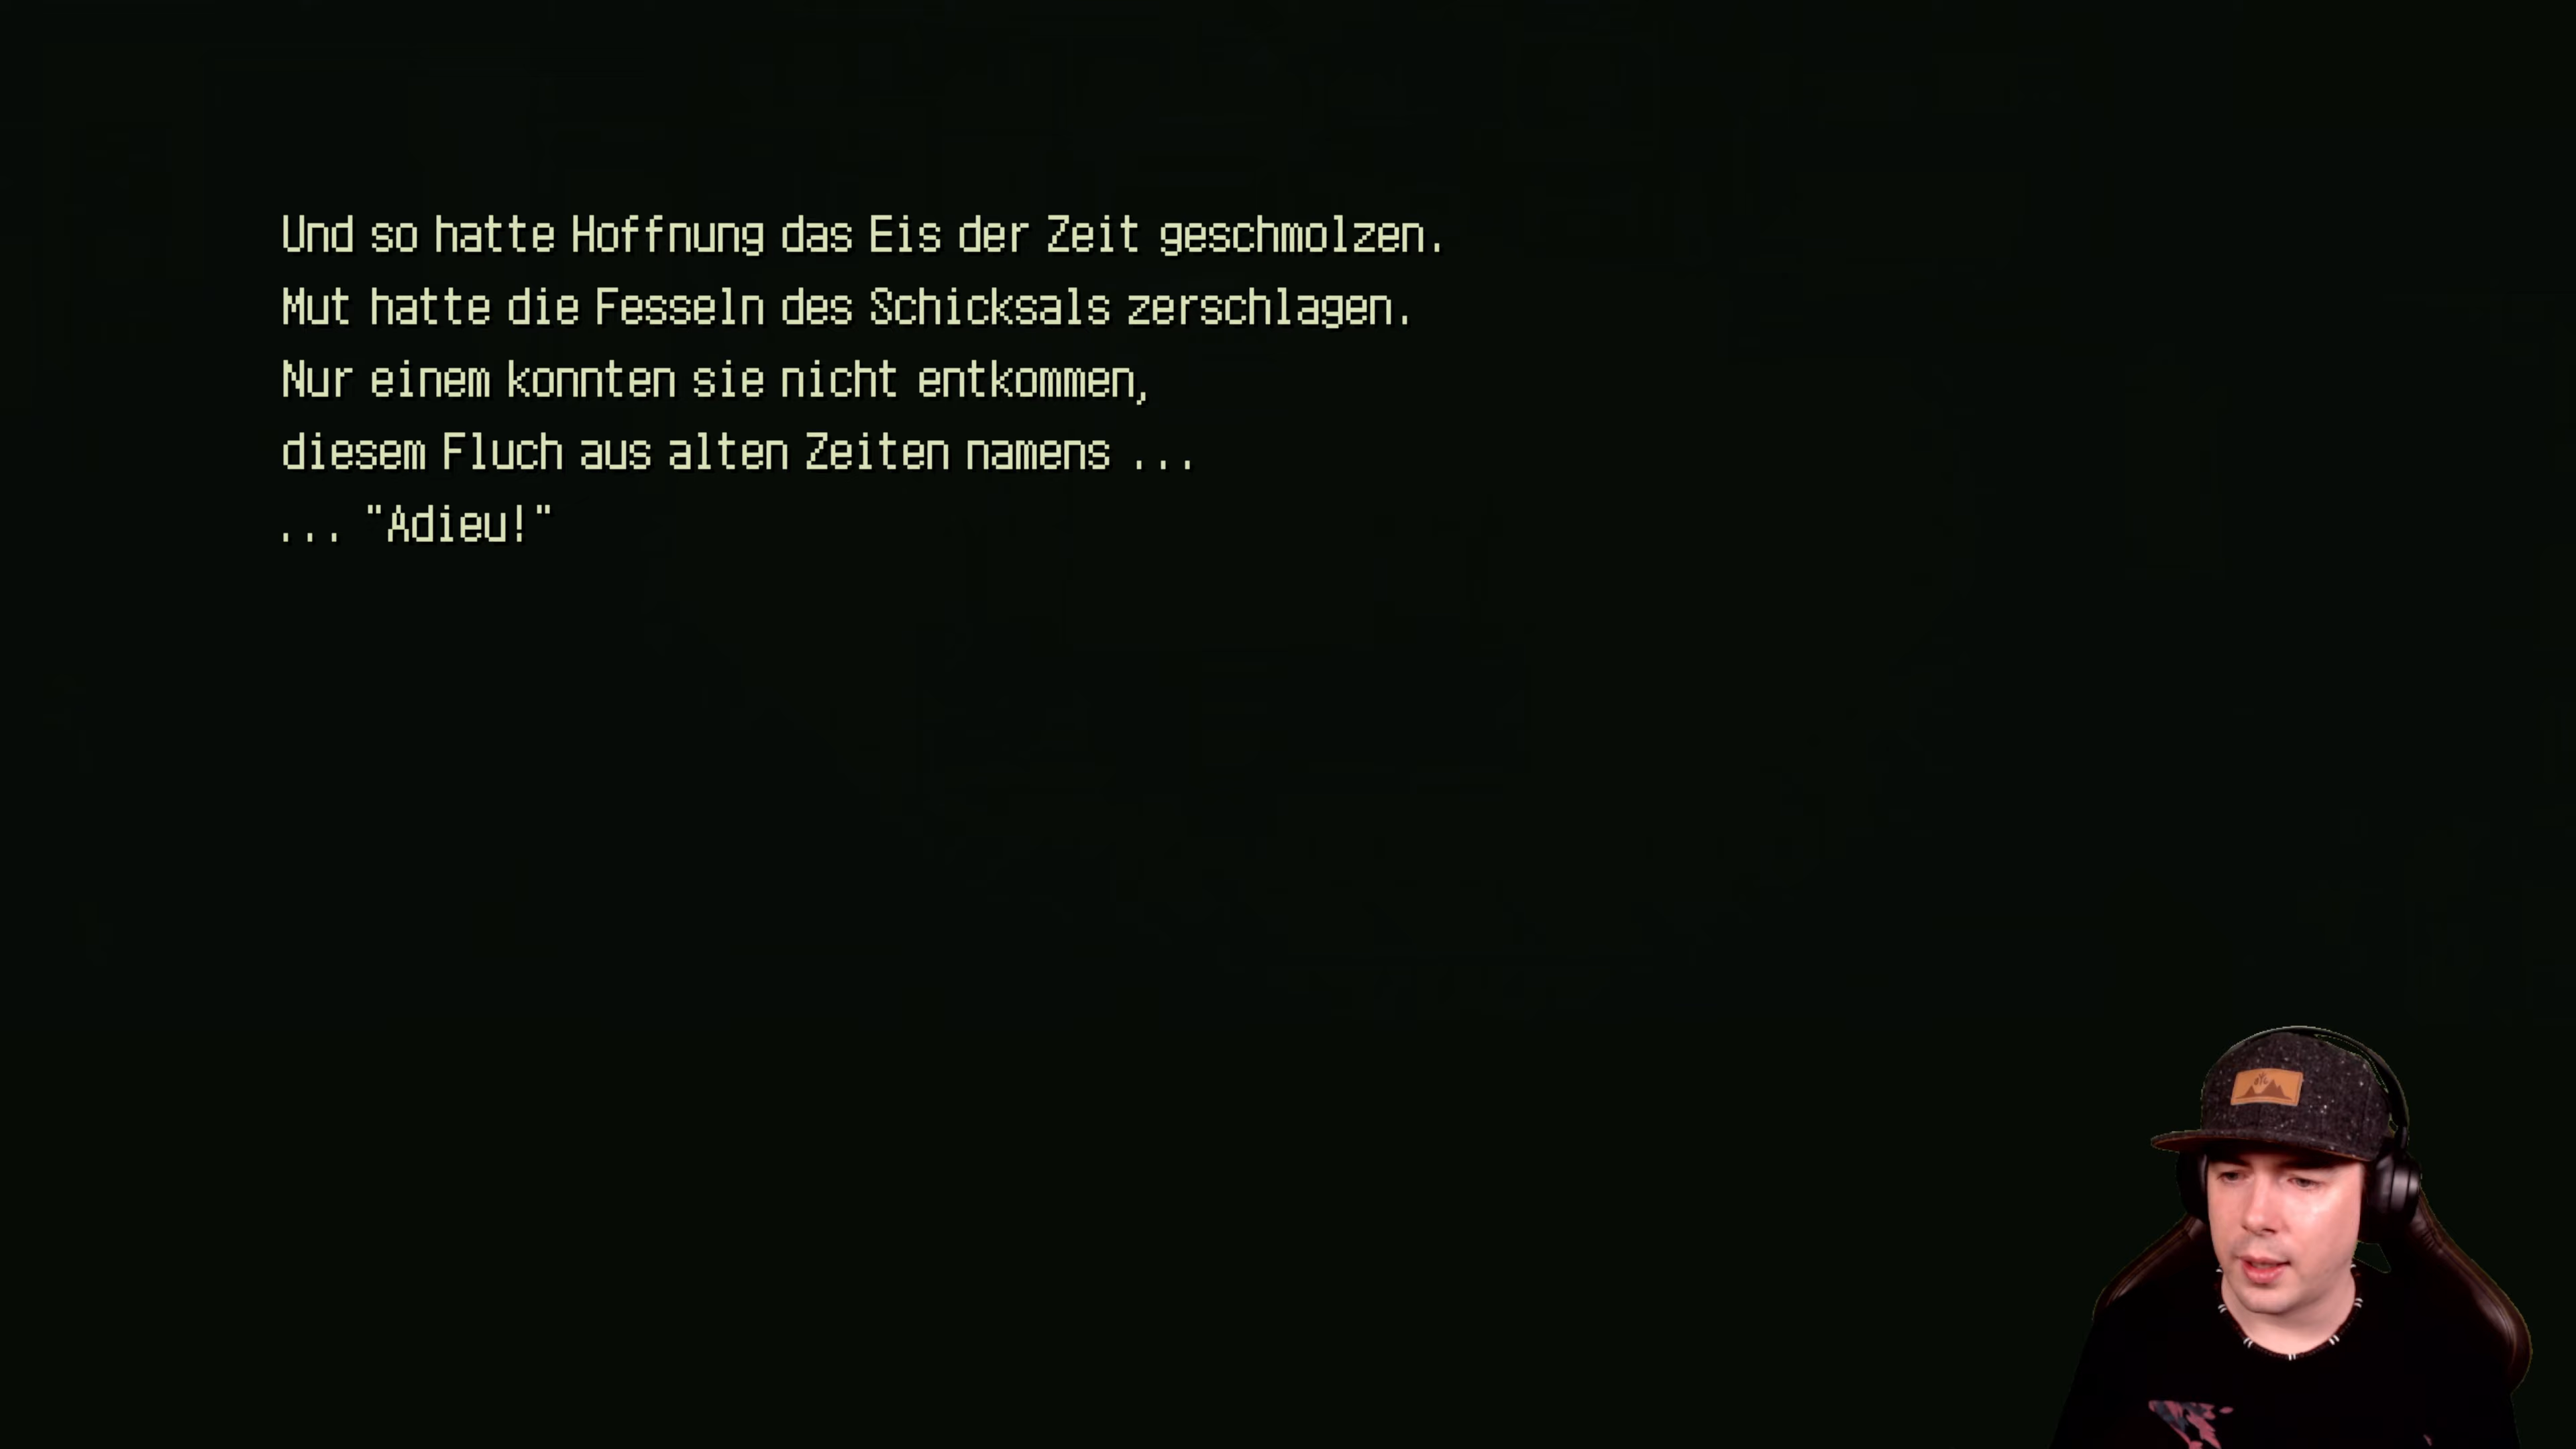 Und so hatte Hoffnung das Eis der Zeit geschmolzen.
Mut hatte die Fesseln des Schicksals zerschlagen.
Nur einem konnten sie nicht entkommen,
diesem Fluch aus alten Zeiten namens ...
... "Adieu!"